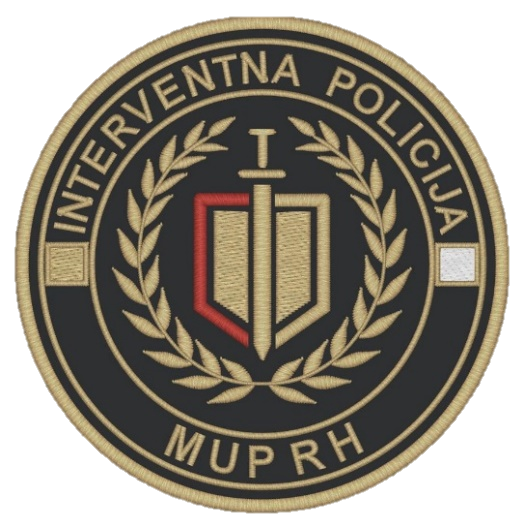 INTERVENTNA POLICIJA
MUP RH